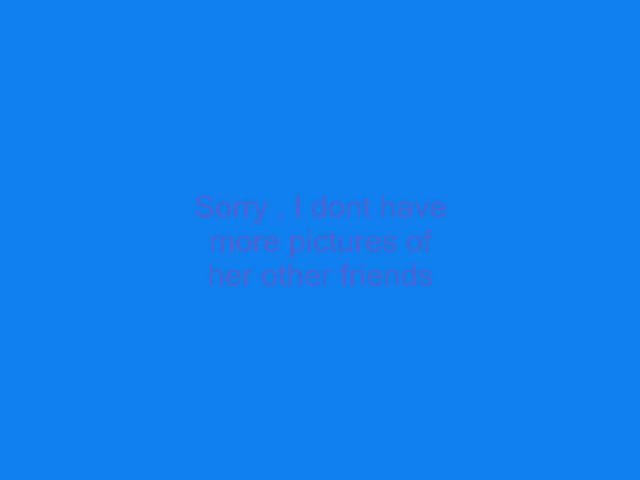 Sorry , I dont have
more pictures of
her other friends